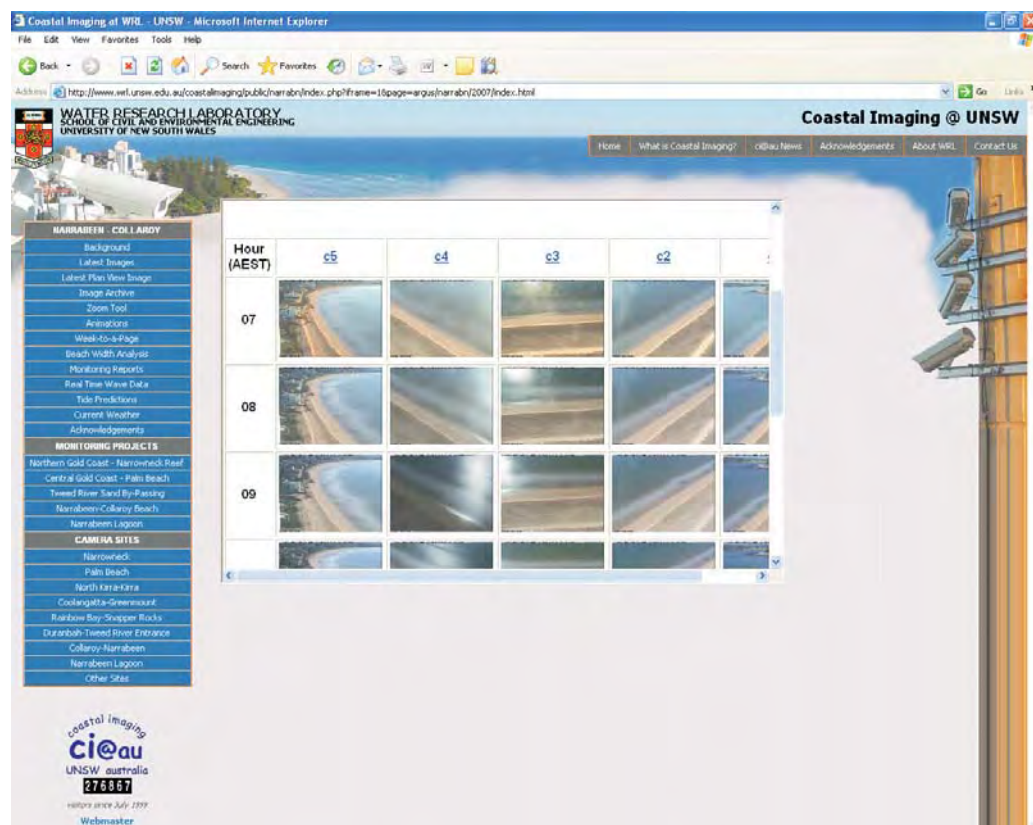 Coastal Imaging at WRL - UNSW - Microsoft Internet Explorer
File Edit View Favorites Tools Help
Back Search Favorites
Address http://www.wrl.unsw.edu.au/coastalimaging/public/narrabn/index.php?iframe=1&page=argus/narrabn/2007/index.html Go Links
WATER RESEARCH LABORATORY
SCHOOL OF CIVIL AND ENVIRONMENTAL ENGINEERING
UNIVERSITY OF NEW SOUTH WALES
Coastal Imaging @ UNSW
Home What is Coastal Imaging? ci@au News Acknowledgements About WRL Contact Us
NARRABEEN - COLLAROY
Background
Latest Images
Latest Plan View Image
Image Archive
Zoom Tool
Animations
Week-to-a-Page
Beach Width Analysis
Monitoring Reports
Real Time Wave Data
Tide Predictions
Current Weather
Acknowledgements
MONITORING PROJECTS
Northern Gold Coast - Narrowneck Reef
Central Gold Coast - Palm Beach
Tweed River Sand By-Passing
Narrabeen-Collaroy Beach
Narrabeen Lagoon
CAMERA SITES
Narrowneck
Palm Beach
North Kirra-Kirra
Coolangatta-Greenmount
Rainbow Bay-Snapper Rocks
Duranbah-Tweed River Entrance
Collaroy-Narrabeen
Narrabeen Lagoon
Other Sites
Hour
(AEST) c5 c4 c3 c2
07
08
09
coastal imaging
ci@au
UNSW australia
276867
visitors since July 1999
Webmaster